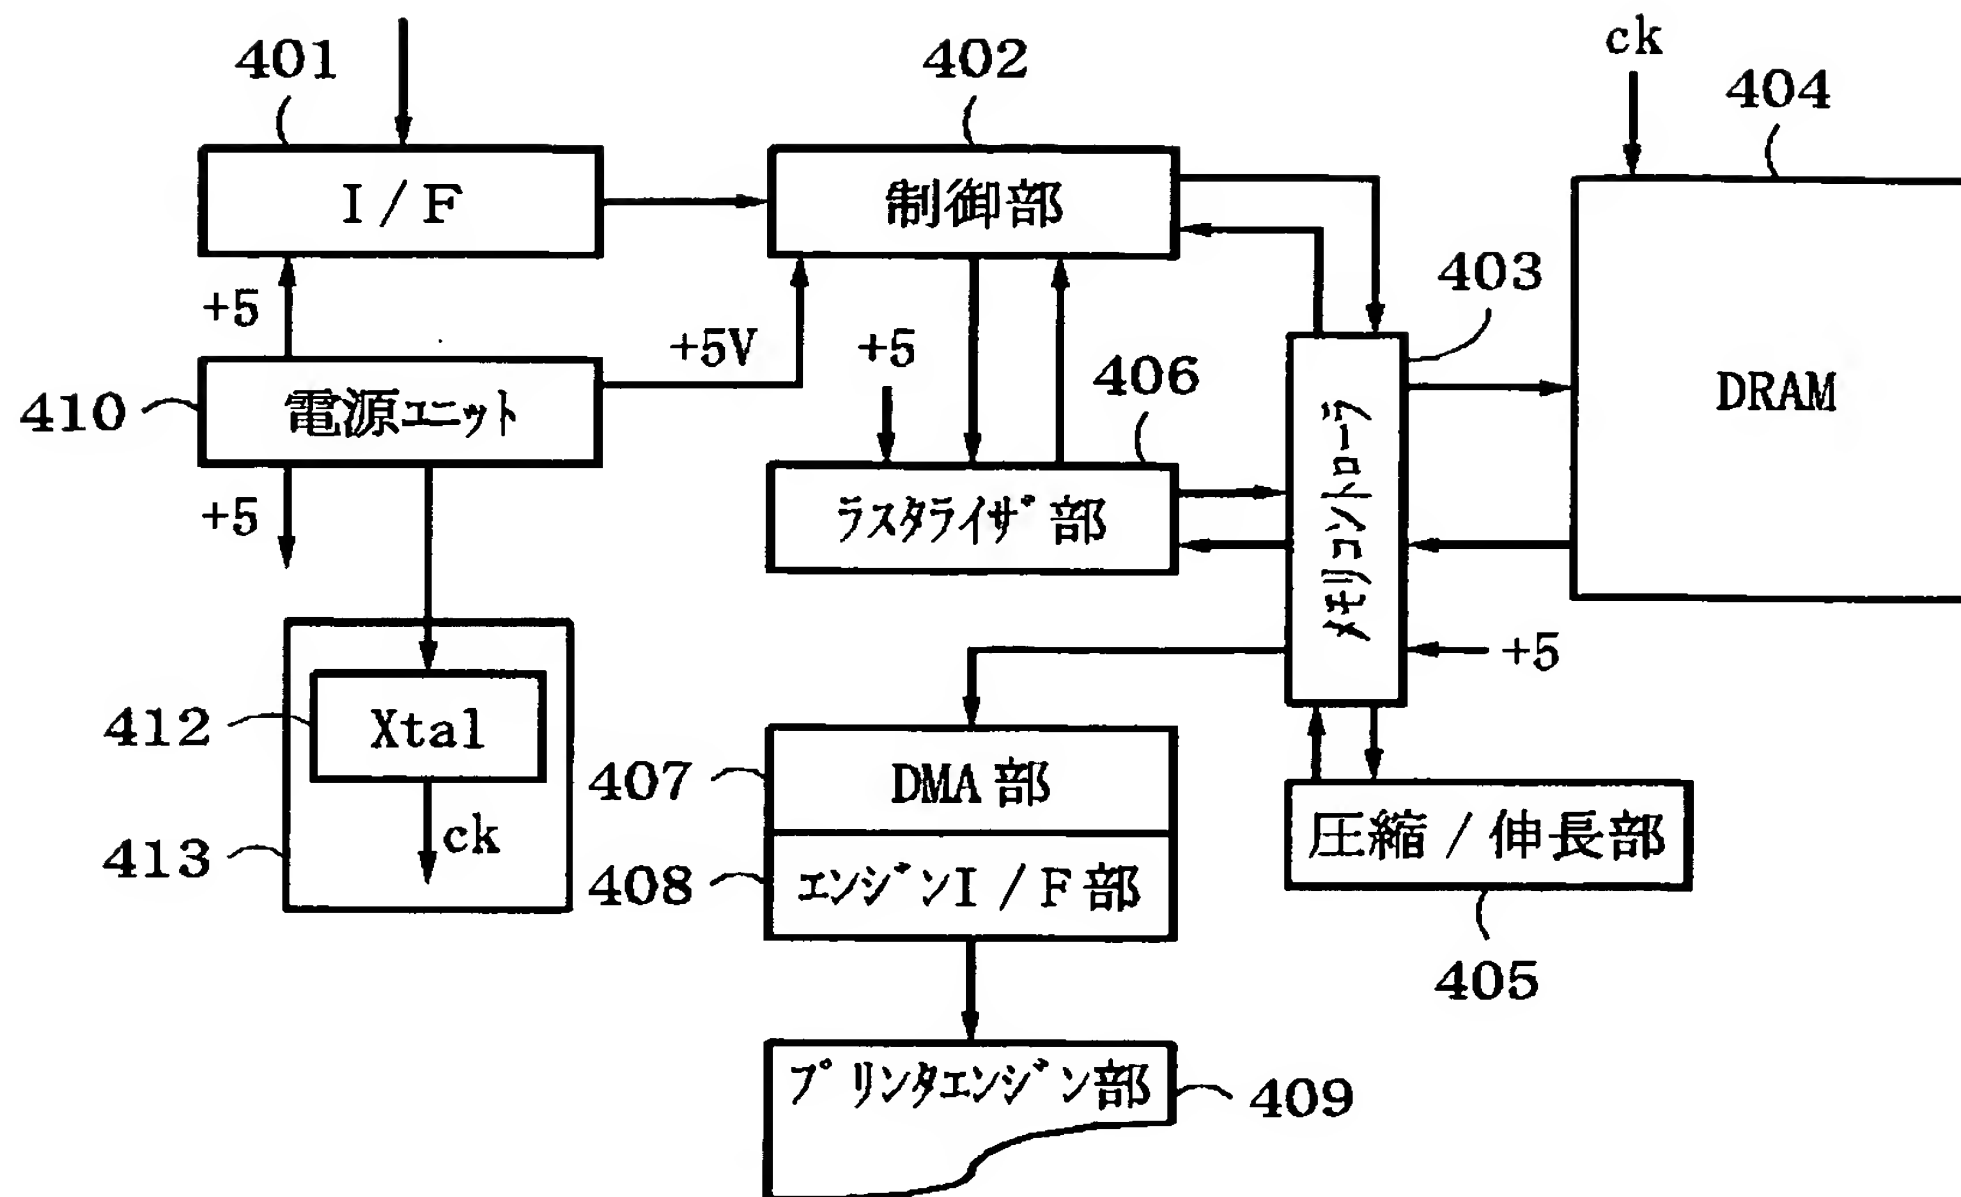 401
402
ck
404
I/F
制御部
403
+5
+5V
+5
410
電源ユニット
406
DRAM
メモリコントローラ
+5
ラスタライザ部
+5
412
Xtal
407
DMA部
ck
413
408
エンジンI/F部
圧縮/伸長部
405
プリンタエンジン部
409